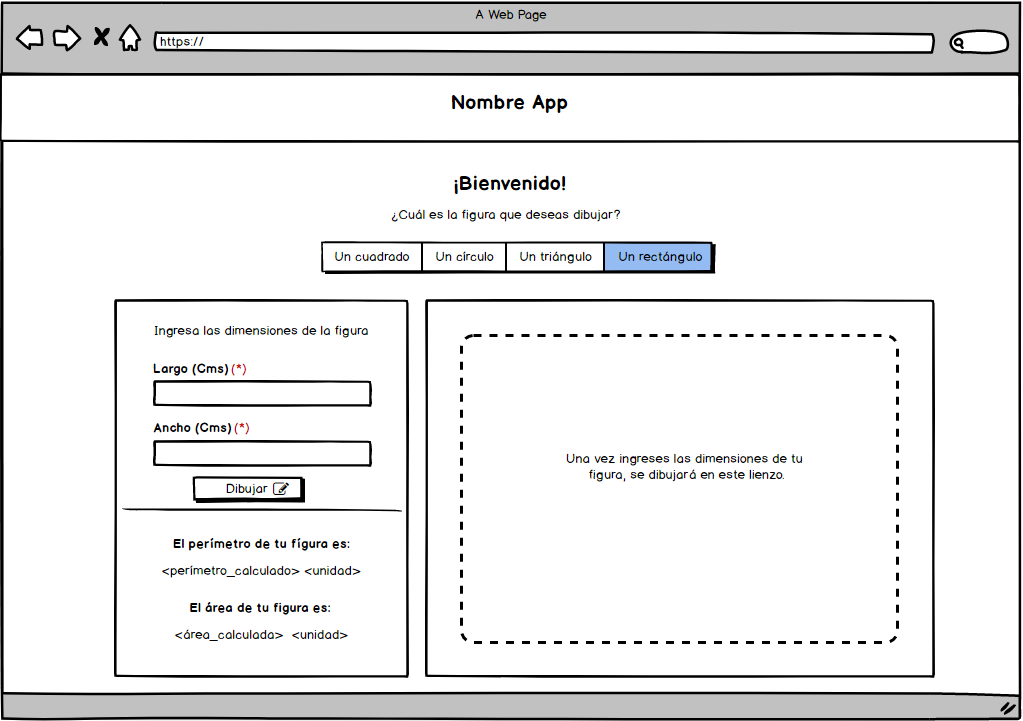 A Web Page
https://
Nombre App
¡Bienvenido!
¿Cuál es la figura que deseas dibujar?
Un cuadrado Un círculo Un triángulo Un rectángulo
Ingresa las dimensiones de la figura
Largo (Cms) (*)
Ancho (Cms) (*)
Dibujar
El perímetro de tu fígura es:
<perímetro_calculado> <unidad>
El área de tu figura es:
<área_calculada> <unidad>
Una vez ingreses las dimensiones de tu
figura, se dibujará en este lienzo.